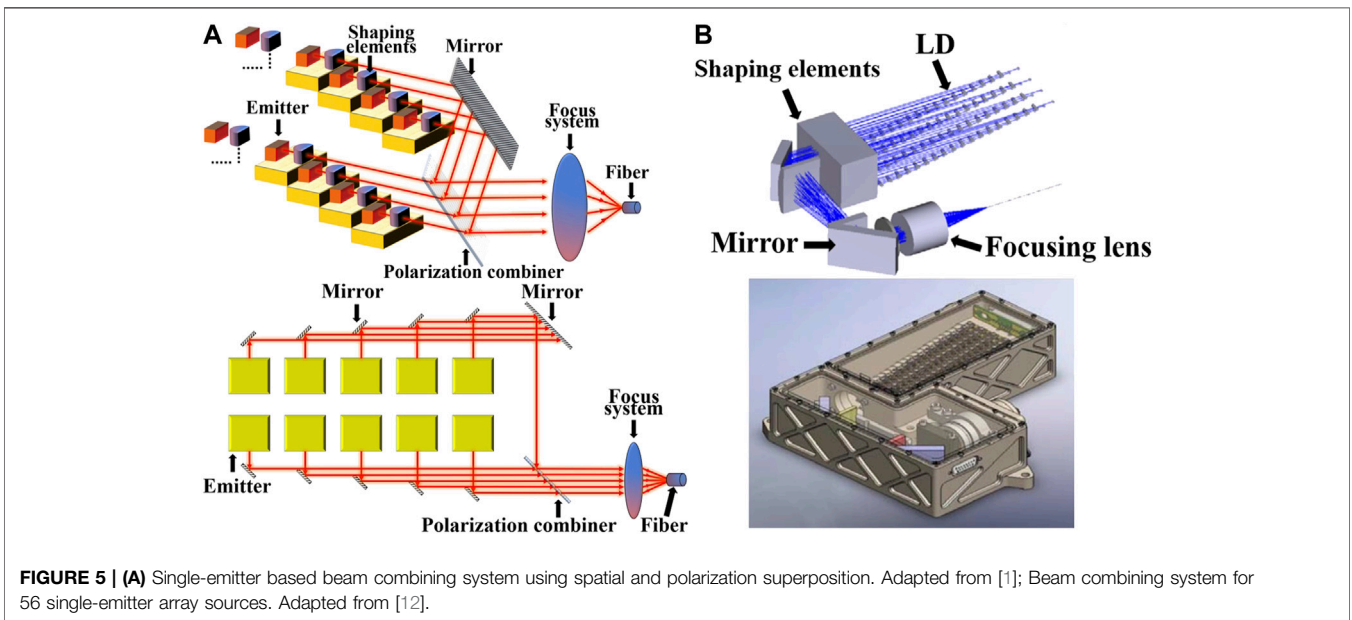 A
Shaping
elements
Mirror
Emitter
Focus
system
Fiber
Polarization combiner
Mirror
Mirror
Focus
system
Emitter
Polarization combiner
Fiber
B
LD
Shaping elements
Mirror
Focusing lens
FIGURE 5 | (A) Single-emitter based beam combining system using spatial and polarization superposition. Adapted from [1]; Beam combining system for
56 single-emitter array sources. Adapted from [12].